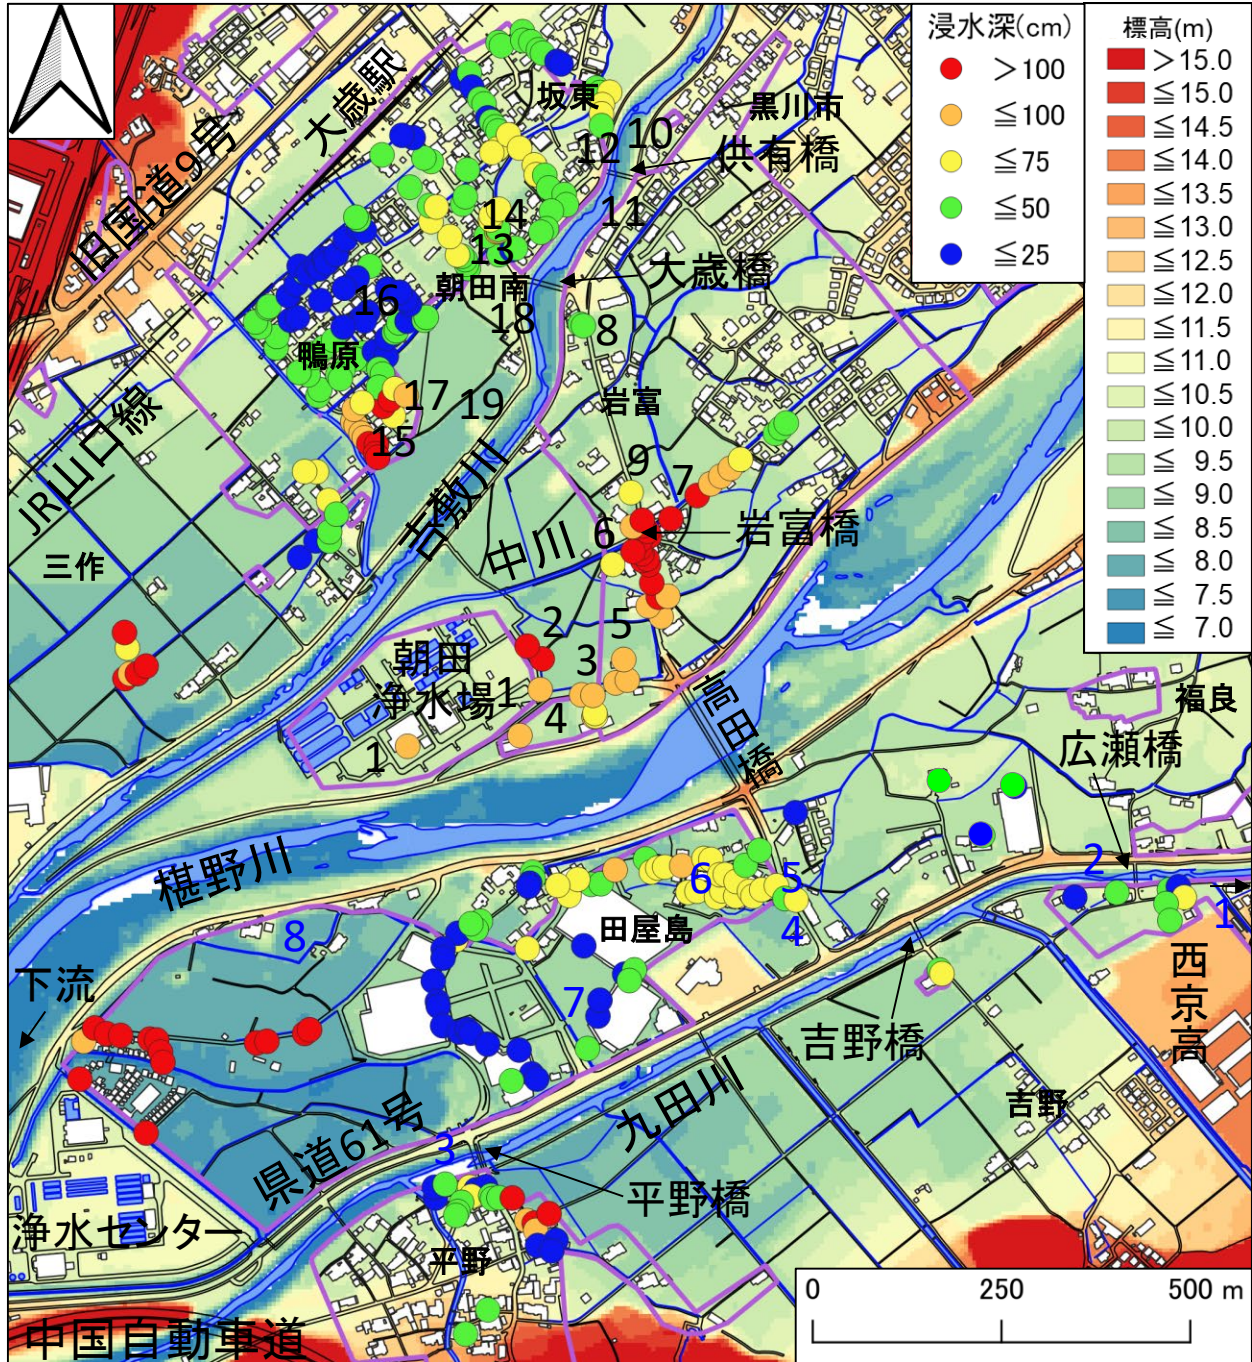 浸水深(cm)
＞100
≦100
≦75
≦50
≦25
標高(m)
＞15.0
≦15.0
≦14.5
≦14.0
≦13.5
≦13.0
≦12.5
≦12.0
≦11.5
≦11.0
≦10.5
≦10.0
≦ 9.5
≦ 9.0
≦ 8.5
≦ 8.0
≦ 7.5
≦ 7.0
大歳駅
坂東
黒川市
旧国道9号
12
10
供有橋
11
14
13
朝田南
大歳橋
16
18
8
鴨原
岩富
17
19
15
JR山口線
吉敷川
9
7
三作
中川
6
岩富橋
2
5
朝田
浄水場
3
1
4
1
高田橋
福良
広瀬橋
椹野川
2
1
6
5
4
田屋島
8
下流
7
西京高
吉野橋
吉野
県道61号
九田川
3
平野橋
浄水センター
平野
中国自動車道
0 250 500 m